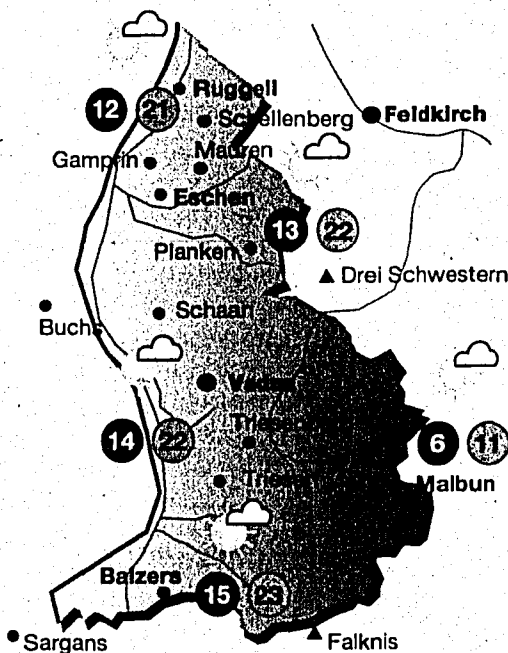 Ruggell
12 21
Schellenberg
Feldkirch
Mauren
Gamprin
Eschen
13 22
Planken
Drei Schwestern
Buchs
Schaan
Vaduz
14 22
6 11
Malbun
Balzers
15 23
Sargans
Falknis